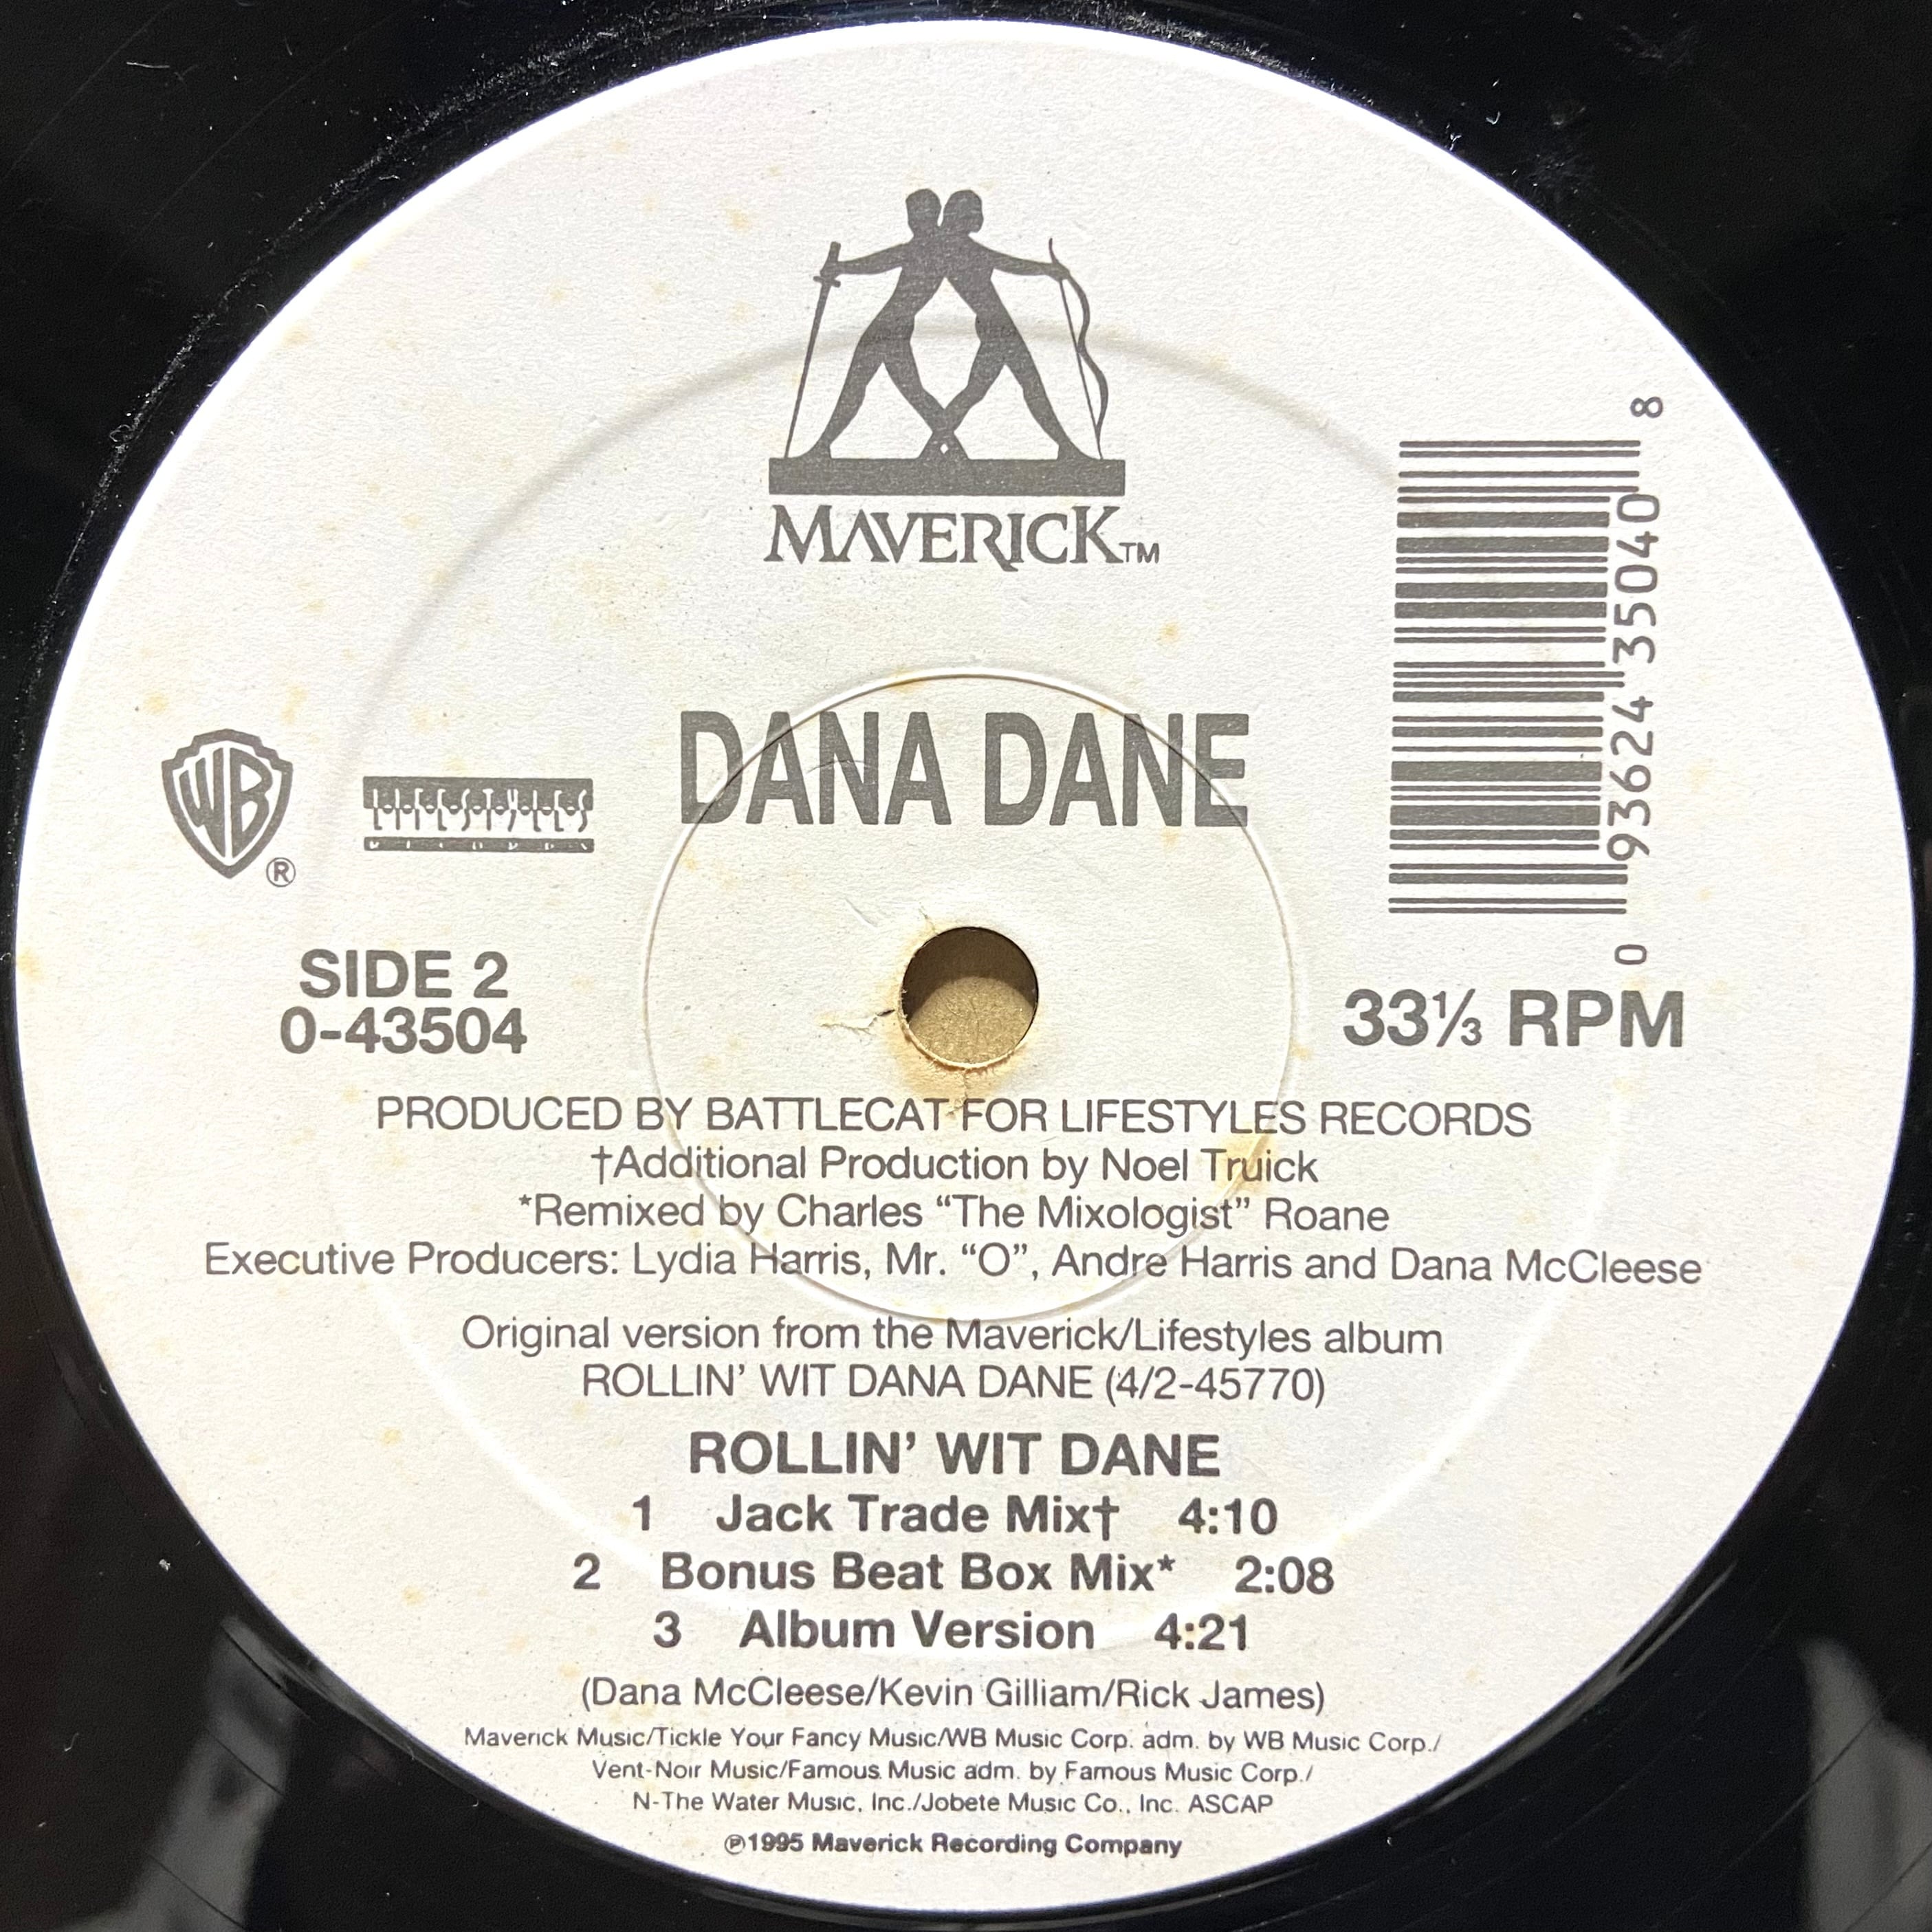 MAVERICK™
DANA DANE
WB
®
LIFESTYLES
RECORDS
0 93624 35040 8
SIDE 2
0-43504
33⅓ RPM
PRODUCED BY BATTLECAT FOR LIFESTYLES RECORDS
†Additional Production by Noel Truick
*Remixed by Charles “The Mixologist” Roane
Executive Producers: Lydia Harris, Mr. “O”, Andre Harris and Dana McCleese
Original version from the Maverick/Lifestyles album
ROLLIN’ WIT DANA DANE (4/2-45770)
ROLLIN’ WIT DANE
1 Jack Trade Mix† 4:10
2 Bonus Beat Box Mix* 2:08
3 Album Version 4:21
(Dana McCleese/Kevin Gilliam/Rick James)
Maverick Music/Tickle Your Fancy Music/WB Music Corp. adm. by WB Music Corp./
Vent-Noir Music/Famous Music adm. by Famous Music Corp./
N-The Water Music, Inc./Jobete Music Co., Inc. ASCAP
℗1995 Maverick Recording Company